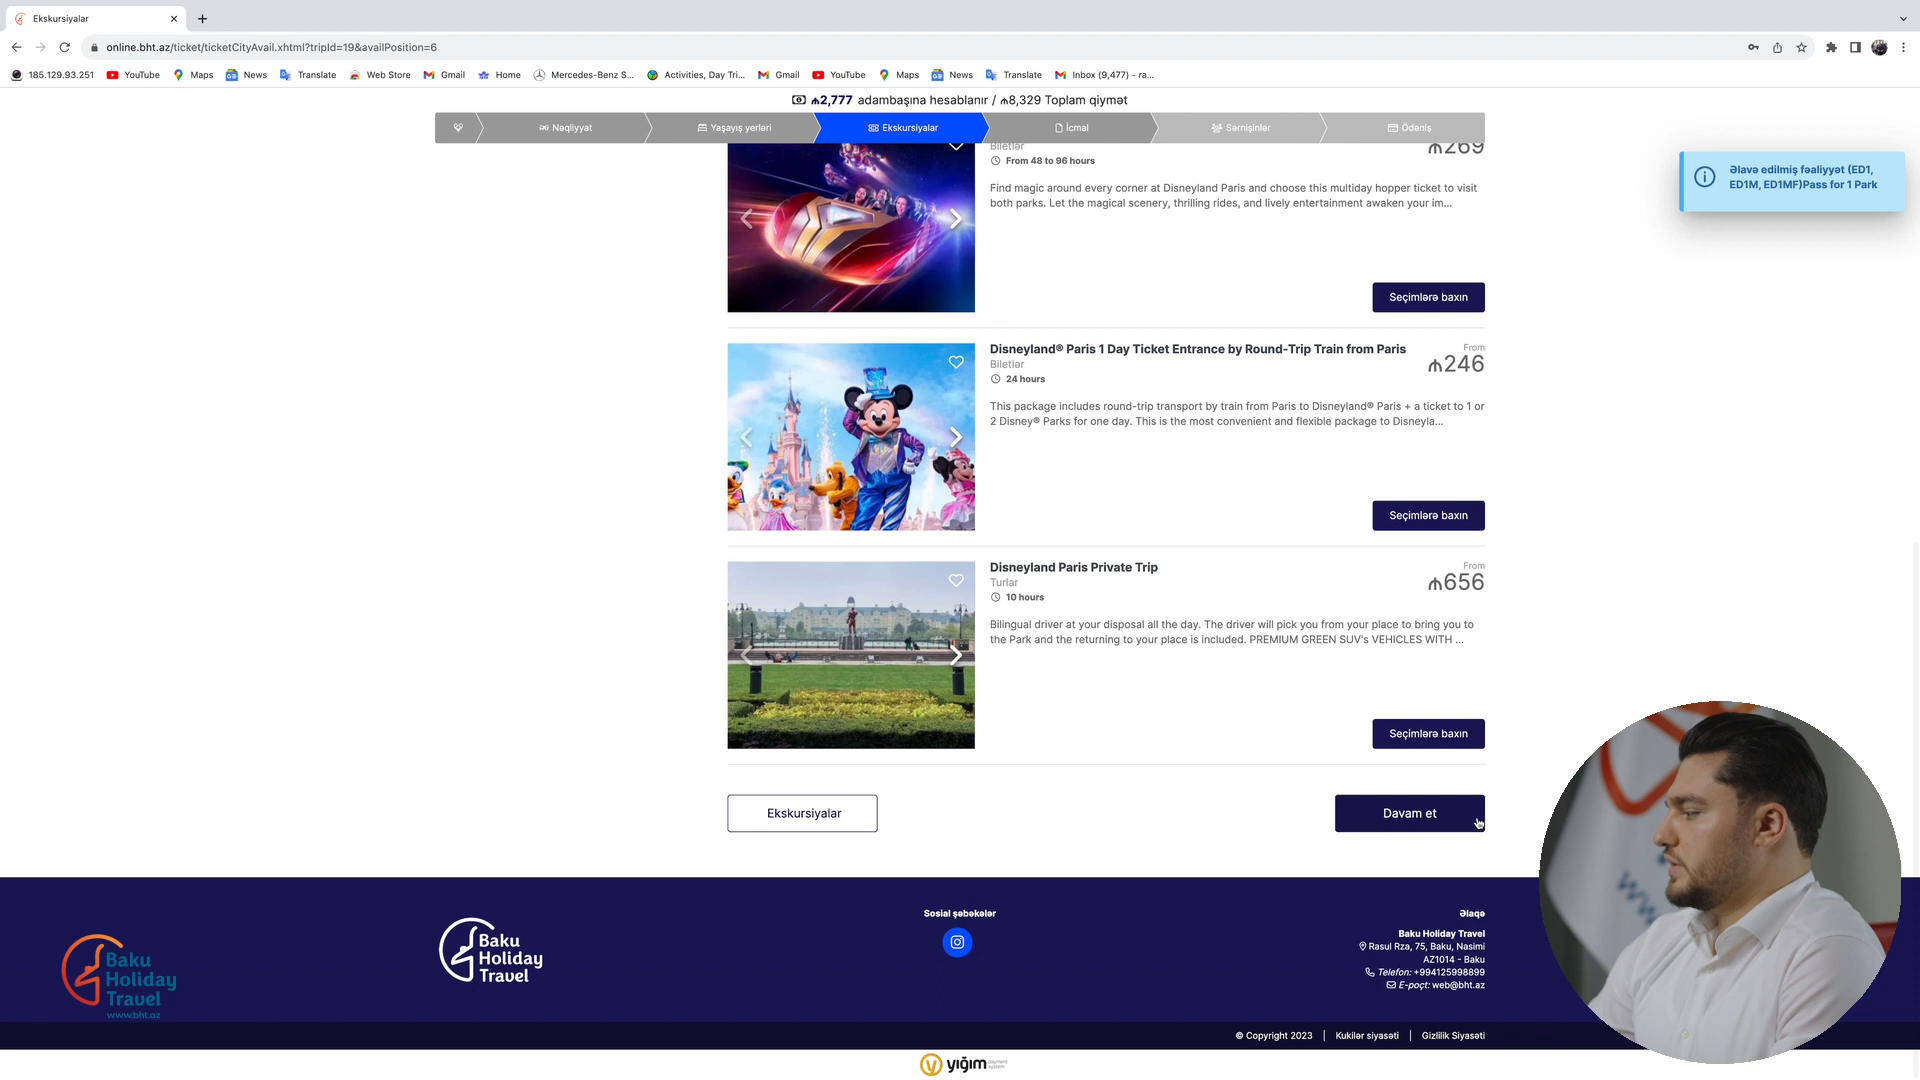 Ekskursiyalar
online.bht.az/ticket/ticketCityAvail.xhtml?tripId=19&availPosition=6
185.129.93.251 YouTube Maps News Translate Web Store Gmail Home Mercedes-Benz S... Activities, Day Tri... Gmail YouTube Maps News Translate Inbox (9,477) - ra...
₼2,777 adambaşına hesablanır / ₼8,329 Toplam qiymət
Nəqliyyat Yaşayış yerləri Ekskursiyalar İcmal Sərnişinlər Ödəniş
Əlavə edilmiş fəaliyyət (ED1,
ED1M, ED1MF)Pass for 1 Park
Biletlər
₼269
From 48 to 96 hours
Find magic around every corner at Disneyland Paris and choose this multiday hopper ticket to visit
both parks. Let the magical scenery, thrilling rides, and lively entertainment awaken your im...
Seçimlərə baxın
Disneyland® Paris 1 Day Ticket Entrance by Round-Trip Train from Paris
From
Biletlər
₼246
24 hours
This package includes round-trip transport by train from Paris to Disneyland® Paris + a ticket to 1 or
2 Disney® Parks for one day. This is the most convenient and flexible package to Disneyla...
Seçimlərə baxın
Disneyland Paris Private Trip
From
Turlar
₼656
10 hours
Bilingual driver at your disposal all the day. The driver will pick you from your place to bring you to
the Park and the returning to your place is included. PREMIUM GREEN SUV's VEHICLES WITH ...
Seçimlərə baxın
Ekskursiyalar
Davam et
Baku
Holiday
Travel
www.bht.az
Baku
Holiday
Travel
Sosial şəbəkələr
Əlaqə
Baku Holiday Travel
Rasul Rza, 75, Baku, Nasimi
AZ1014 - Baku
Telefon: +994125998899
E-poçt: web@bht.az
© Copyright 2023 | Kukilər siyasəti | Gizlilik Siyasəti
yığım
payment
system